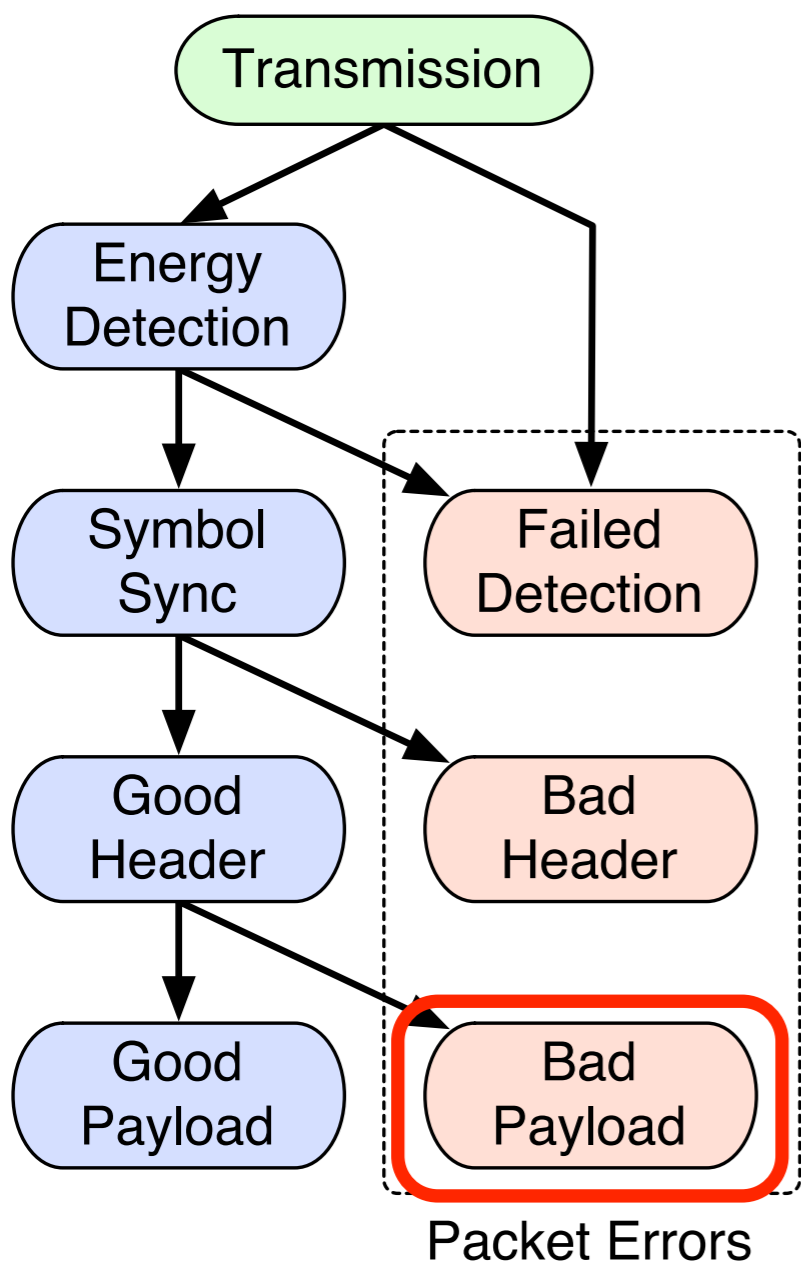 Transmission
Energy
Detection
Symbol
Sync
Failed
Detection
Good
Header
Bad
Header
Good
Payload
Bad
Payload
Packet Errors